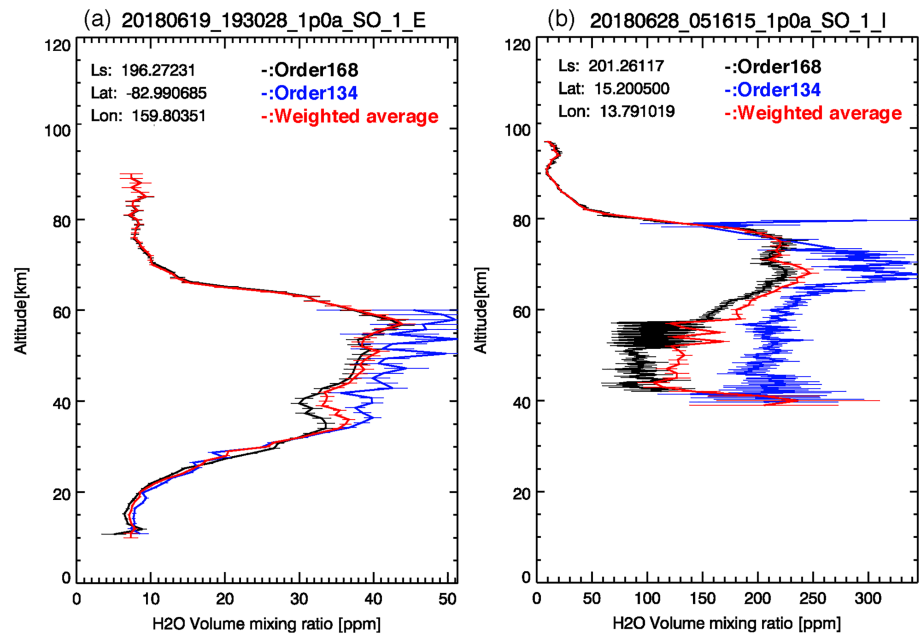 (a) 20180619_193028_1p0a_SO_1_E
120
100
80
60
40
20
0
Altitude[km]
Ls: 196.27231
Lat: -82.990685
Lon: 159.80351
-:Order168
-:Order134
-:Weighted average
0 10 20 30 40 50
H2O Volume mixing ratio [ppm]
(b) 20180628_051615_1p0a_SO_1_I
120
100
80
60
40
20
0
Altitude[km]
Ls: 201.26117
Lat: 15.200500
Lon: 13.791019
-:Order168
-:Order134
-:Weighted average
0 50 100 150 200 250 300
H2O Volume mixing ratio [ppm]